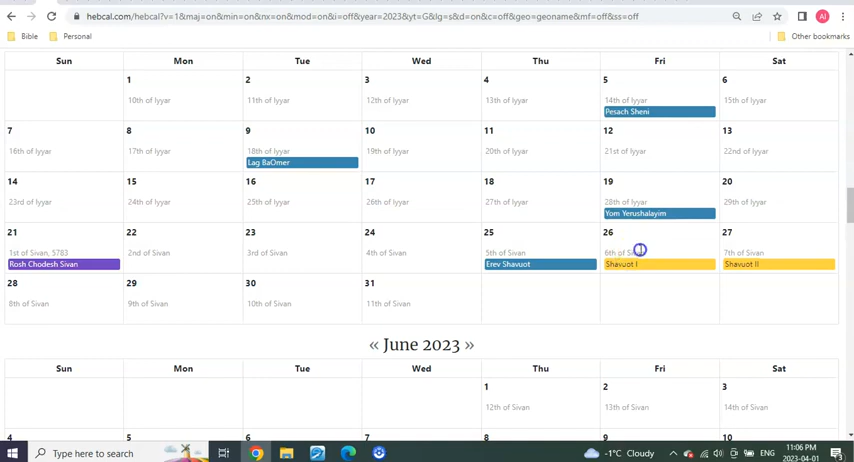 hebcal.com/hebcal?v=1&maj=on&min=on&nx=on&mod=on&i=off&year=2023&yt=G&lg=s&d=on&c=off&geo=geoname&mf=off&ss=off
Al
Bible Personal Other bookmarks
Sun Mon Tue Wed Thu Fri Sat
1 2 3 4 5 6
10th of Iyyar 11th of Iyyar 12th of Iyyar 13th of Iyyar 14th of Iyyar 15th of Iyyar
Pesach Sheni
7 8 9 10 11 12 13
16th of Iyyar 17th of Iyyar 18th of Iyyar 19th of Iyyar 20th of Iyyar 21st of Iyyar 22nd of Iyyar
Lag BaOmer
14 15 16 17 18 19 20
23rd of Iyyar 24th of Iyyar 25th of Iyyar 26th of Iyyar 27th of Iyyar 28th of Iyyar 29th of Iyyar
Yom Yerushalayim
21 22 23 24 25 26 27
1st of Sivan, 5783 2nd of Sivan 3rd of Sivan 4th of Sivan 5th of Sivan 6th of Sivan 7th of Sivan
Rosh Chodesh Sivan Erev Shavuot Shavuot I Shavuot II
28 29 30 31
8th of Sivan 9th of Sivan 10th of Sivan 11th of Sivan
« June 2023 »
Sun Mon Tue Wed Thu Fri Sat
1 2 3
12th of Sivan 13th of Sivan 14th of Sivan
4 5 6 7 8 9 10
Type here to search -1°C Cloudy ENG 11:06 PM
2023-04-01
3